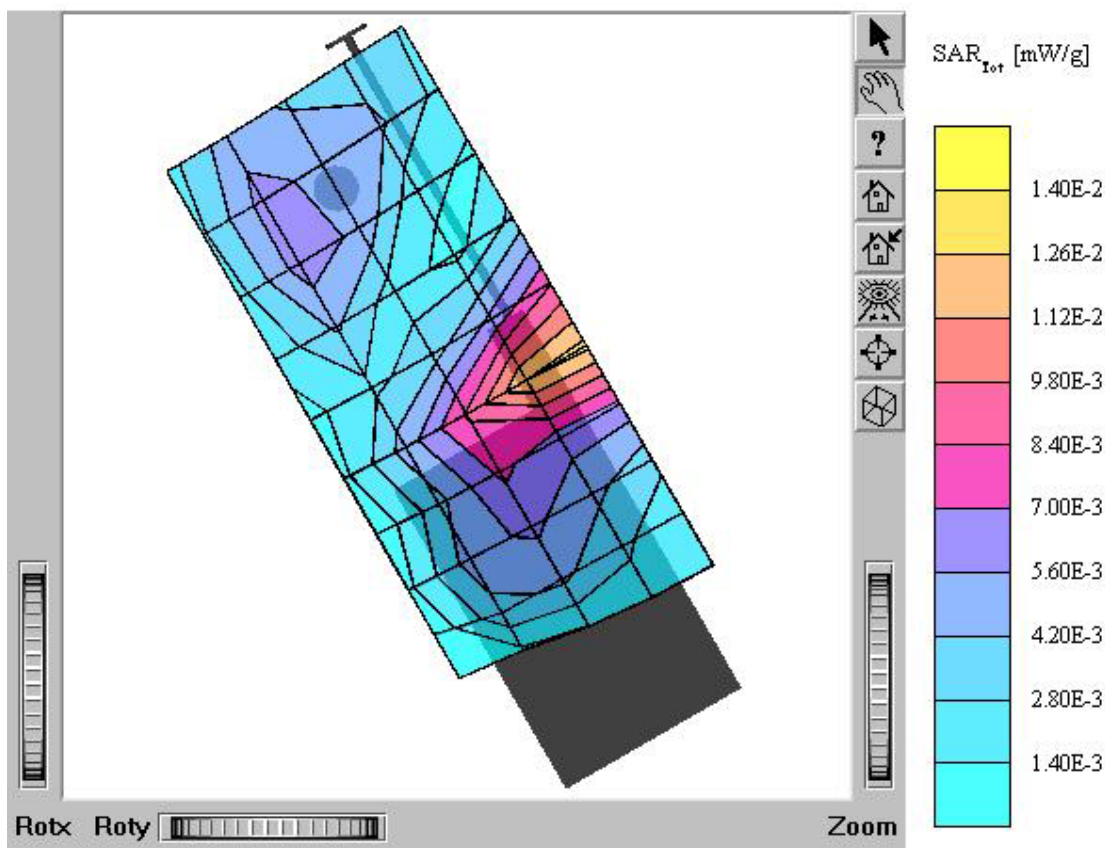 SAR_Tot [mW/g]
?
1.40E-2
1.26E-2
1.12E-2
9.80E-3
8.40E-3
7.00E-3
5.60E-3
4.20E-3
2.80E-3
1.40E-3
Rotx Roty Zoom